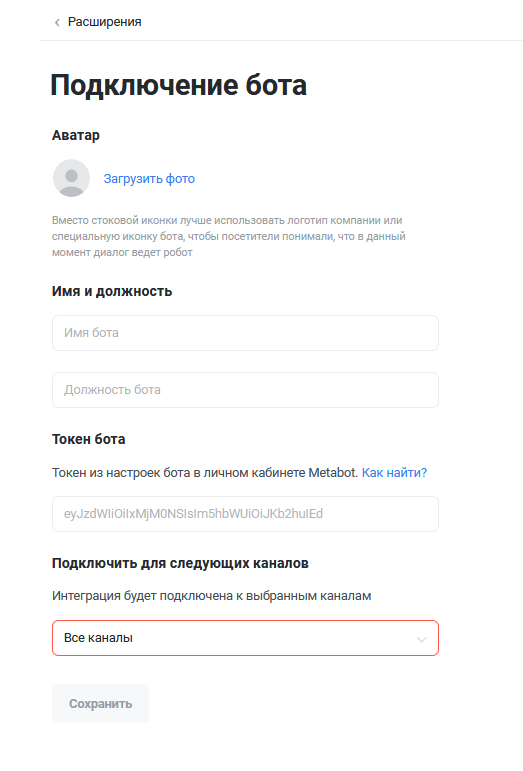 Расширения
Подключение бота
Аватар
Загрузить фото
Вместо стоковой иконки лучше использовать логотип компании или
специальную иконку бота, чтобы посетители понимали, что в данный
момент диалог ведет робот
Имя и должность
Имя бота
Должность бота
Токен бота
Токен из настроек бота в личном кабинете Metabot. Как найти?
eyJzdWIiOiIxMjM0NSIsIm5hbWUiOiJKb2huIEd
Подключить для следующих каналов
Интеграция будет подключена к выбранным каналам
Все каналы
Сохранить